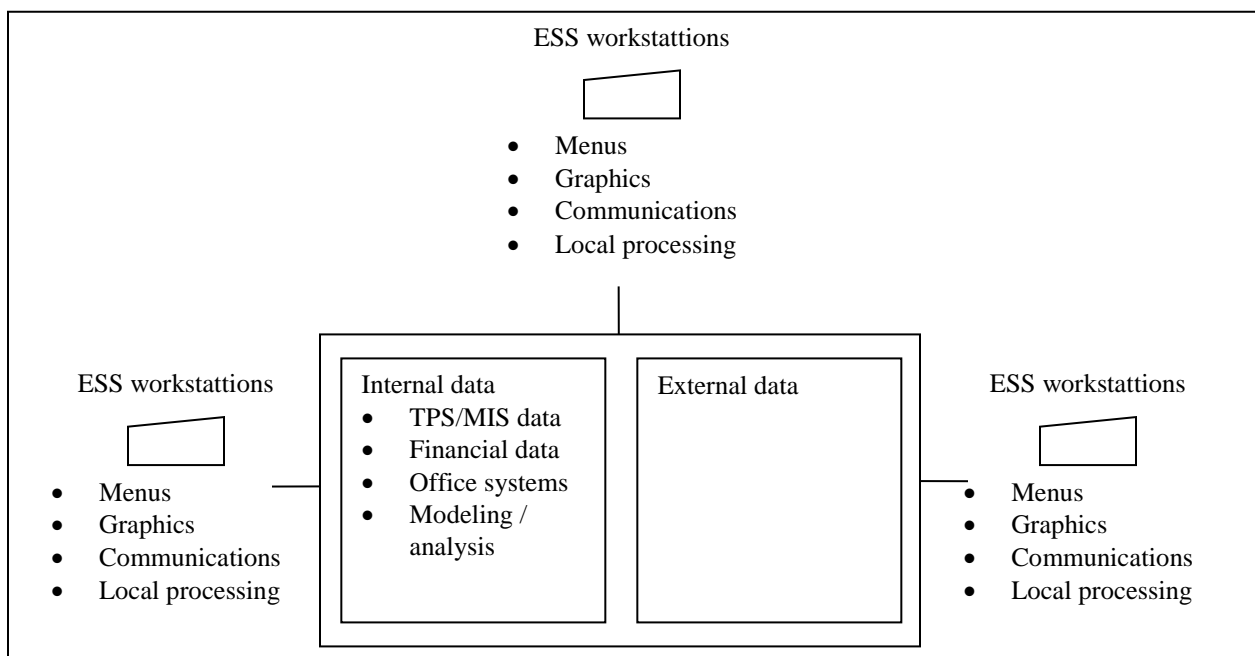 ESS workstattions
• Menus
• Graphics
• Communications
• Local processing
ESS workstattions
• Menus
• Graphics
• Communications
• Local processing
Internal data
• TPS/MIS data
• Financial data
• Office systems
• Modeling /
analysis
External data
ESS workstattions
• Menus
• Graphics
• Communications
• Local processing